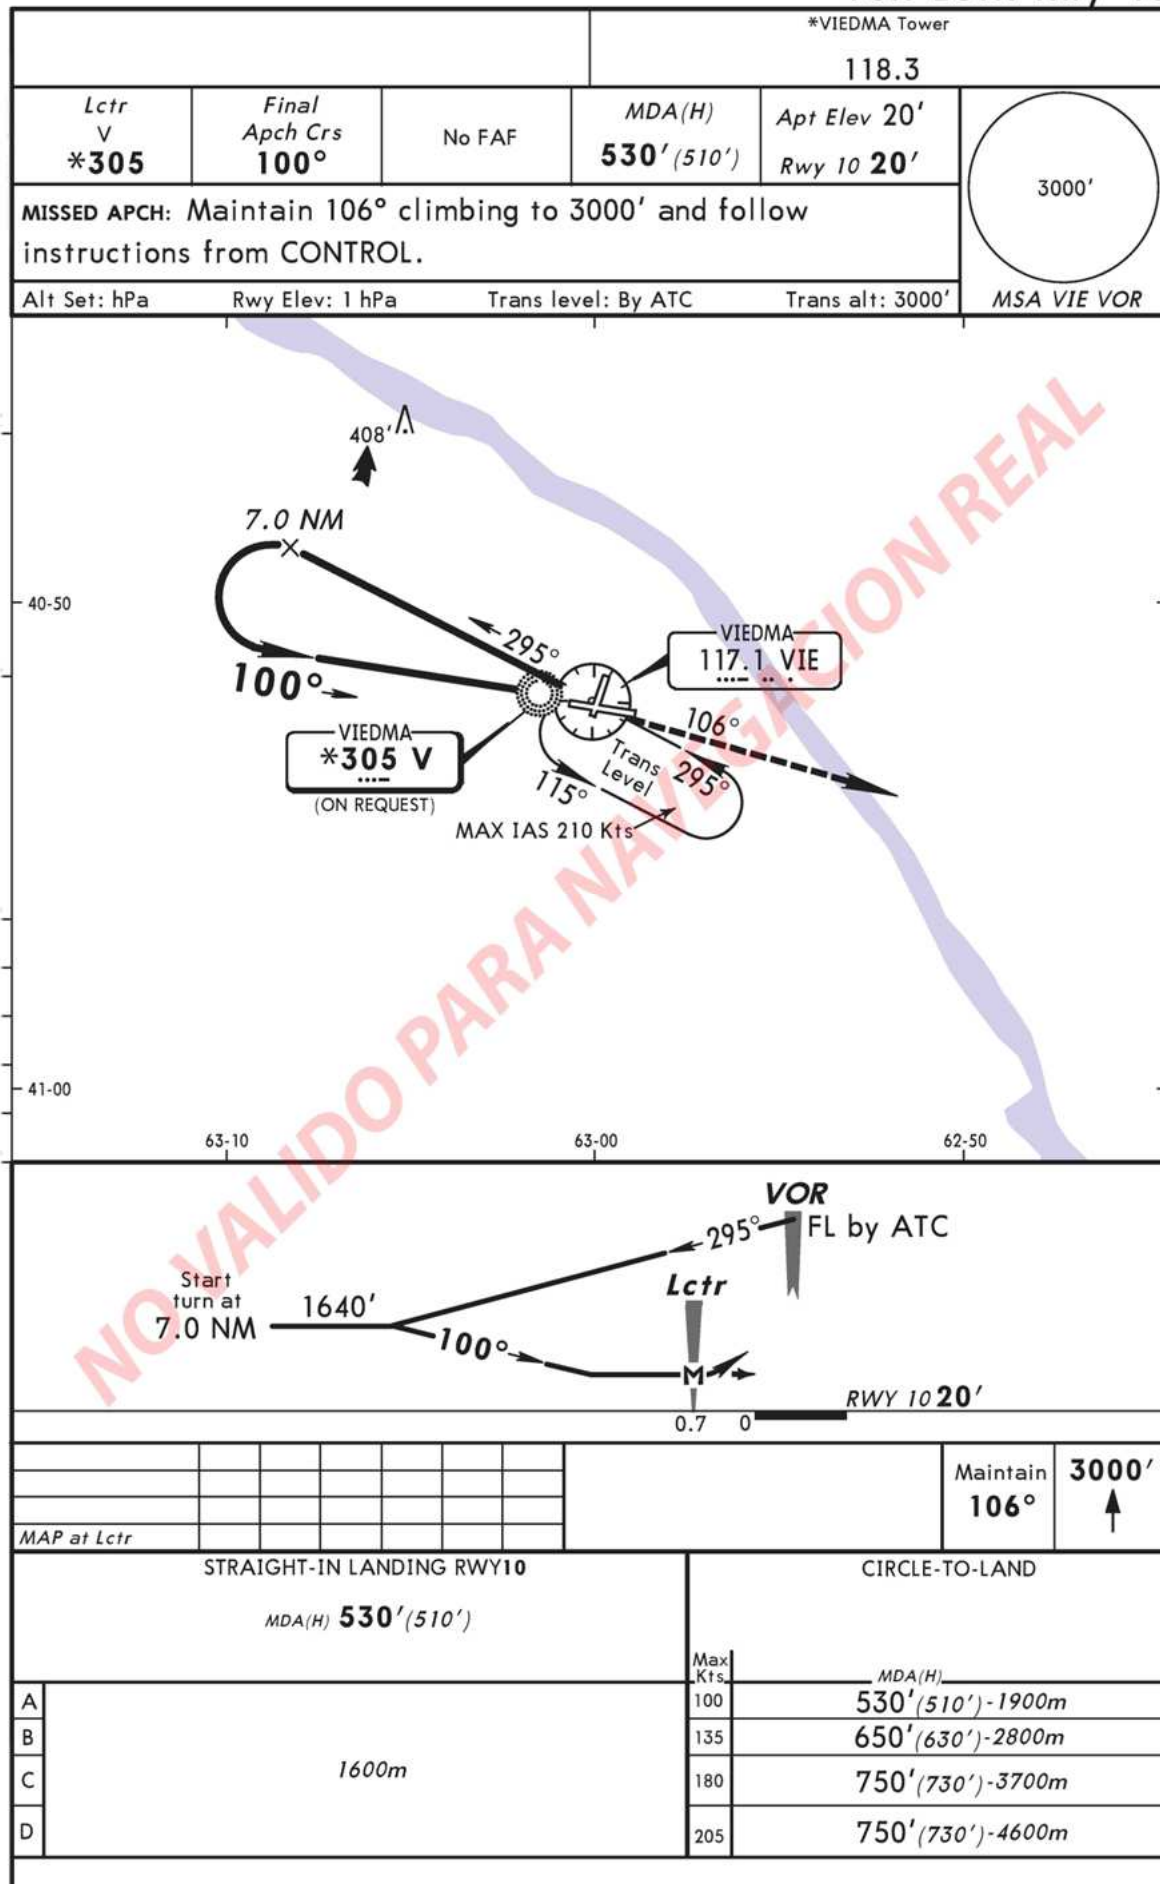 *VIEDMA Tower
118.3
Lctr
V
*305
Final
Apch Crs
100°
No FAF
MDA(H)
530' (510')
Apt Elev 20'
Rwy 10 20'
3000'
MSA VIE VOR
MISSED APCH: Maintain 106° climbing to 3000' and follow
instructions from CONTROL.
Alt Set: hPa Rwy Elev: 1 hPa Trans level: By ATC Trans alt: 3000'
408'
7.0 NM
40-50
295°
VIEDMA
117.1 VIE
100°
VIEDMA
*305 V
(ON REQUEST)
106°
Trans
Level
295°
115°
MAX IAS 210 Kts
NO VALIDO PARA NAVEGACION REAL
41-00
63-10 63-00 62-50
VOR
295° FL by ATC
Lctr
Start
turn at
7.0 NM
1640'
100°
M
RWY 10 20'
0.7 0
MAP at Lctr
Maintain
106°
3000'
STRAIGHT-IN LANDING RWY10
MDA(H) 530' (510')
CIRCLE-TO-LAND
Max
Kts
MDA(H)
A
B
C
D
1600m
100 530' (510') - 1900m
135 650' (630') - 2800m
180 750' (730') - 3700m
205 750' (730') - 4600m